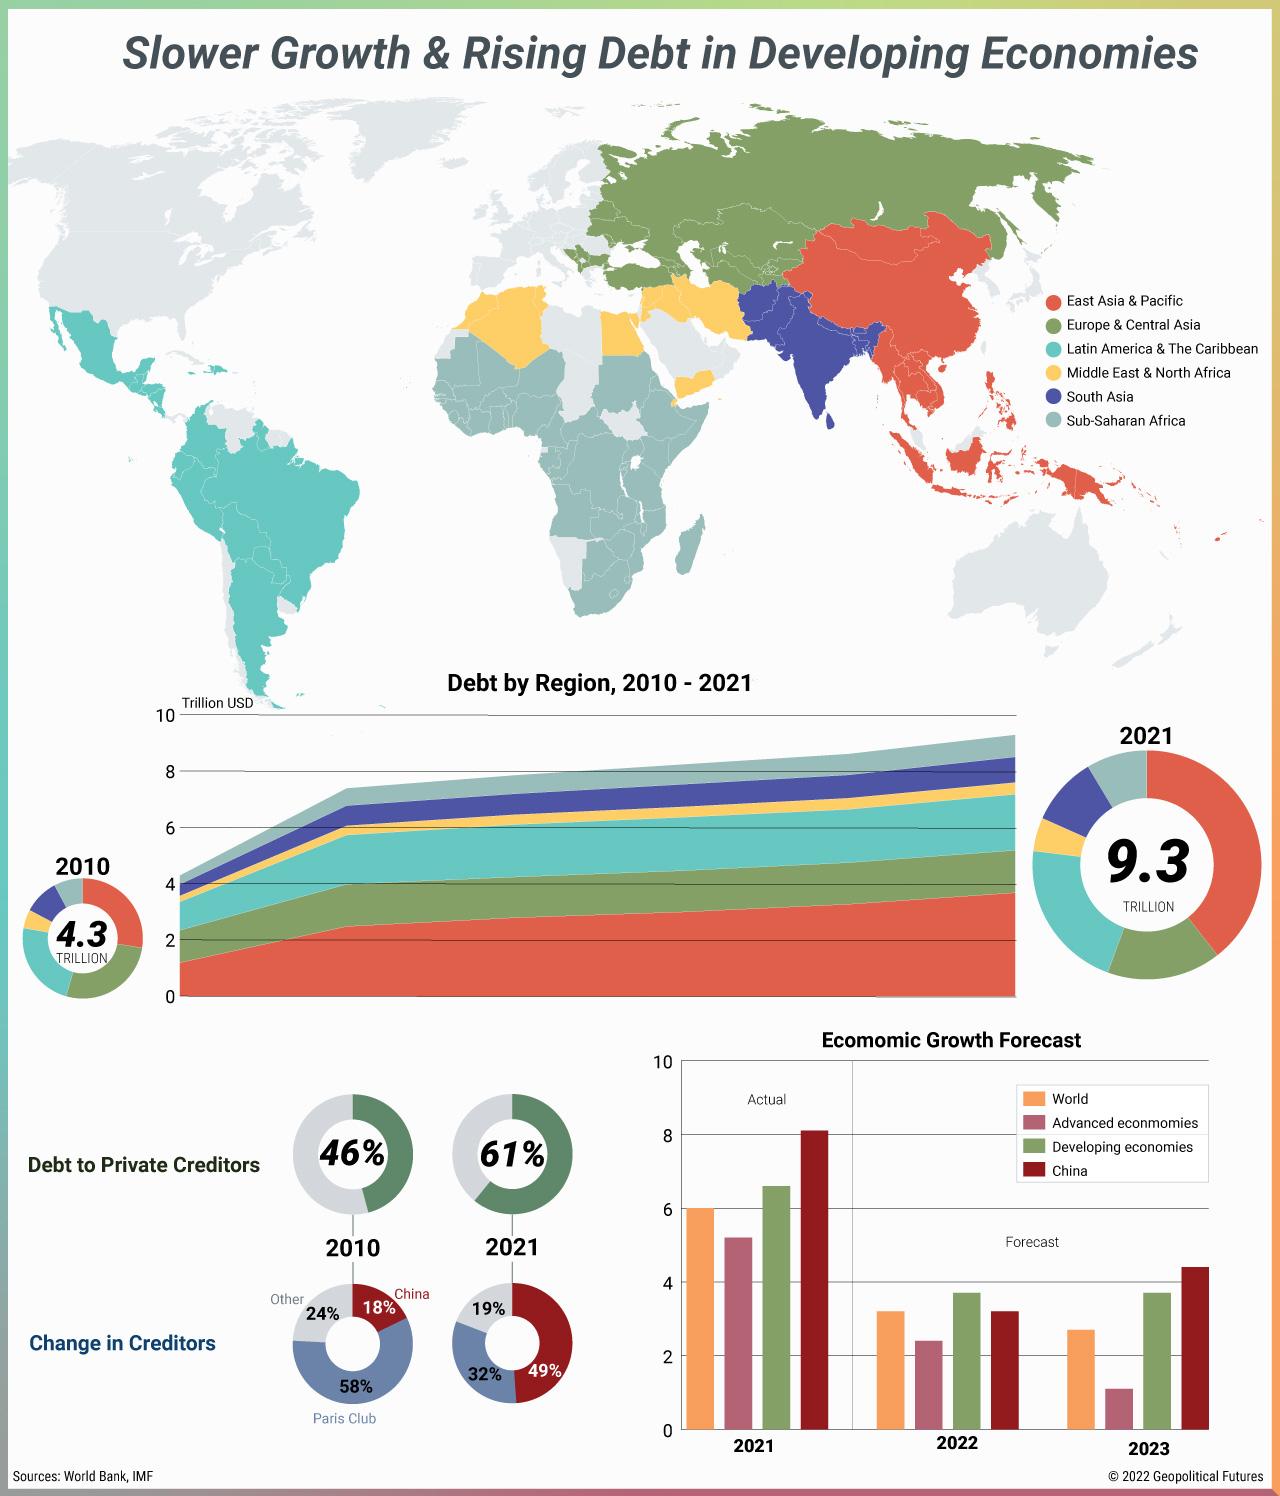 Slower Growth & Rising Debt in Developing Economies
East Asia & Pacific
Europe & Central Asia
Latin America & The Caribbean
Middle East & North Africa
South Asia
Sub-Saharan Africa
Debt by Region, 2010 - 2021
Trillion USD
10
8
6
4
2
0
2010
4.3
TRILLION
2021
9.3
TRILLION
Debt to Private Creditors
46%
61%
2010
2021
Change in Creditors
Other
24%
18%
China
58%
Paris Club
19%
32%
49%
Ecomomic Growth Forecast
10
8
6
4
2
0
Actual
Forecast
World
Advanced econmomies
Developing economies
China
2021
2022
2023
Sources: World Bank, IMF
© 2022 Geopolitical Futures